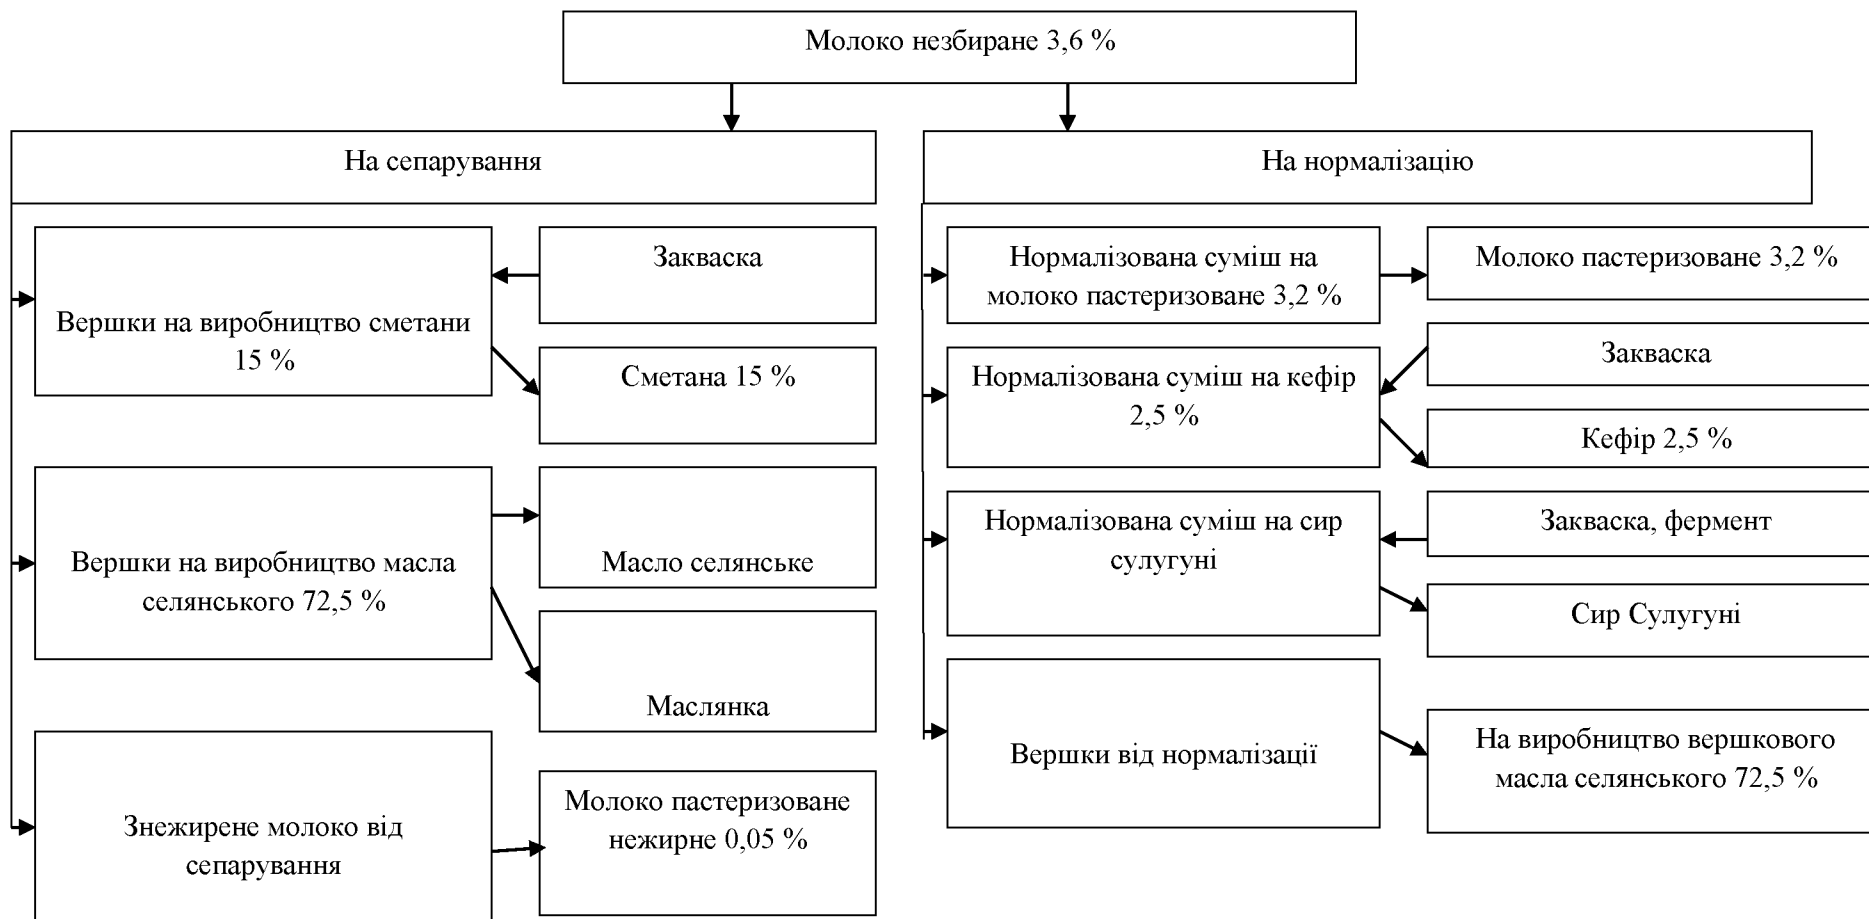 Молоко незбиране 3,6 %
На сепарування
На нормалізацію
Вершки на виробництво сметани
15 %
Закваска
Сметана 15 %
Вершки на виробництво масла
селянського 72,5 %
Масло селянське
Маслянка
Знежирене молоко від
сепарування
Молоко пастеризоване
нежирне 0,05 %
Нормалізована суміш на
молоко пастеризоване 3,2 %
Молоко пастеризоване 3,2 %
Нормалізована суміш на кефір
2,5 %
Закваска
Кефір 2,5 %
Нормалізована суміш на сир
сулугуні
Закваска, фермент
Сир Сулугуні
Вершки від нормалізації
На виробництво вершкового
масла селянського 72,5 %